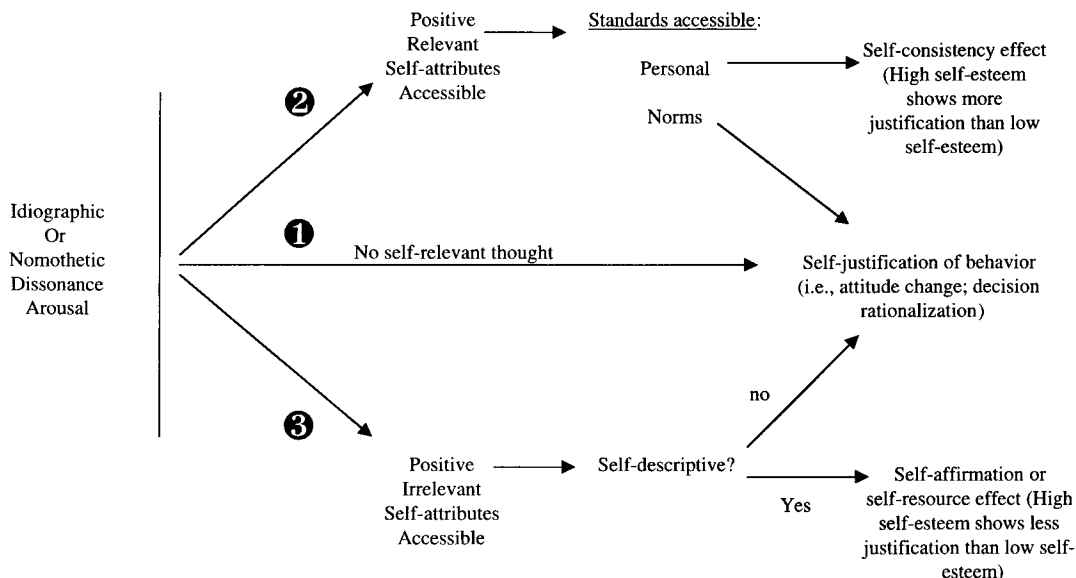 Positive
Relevant
Self-attributes
Accessible
Standards accessible:
Personal
Norms
Self-consistency effect
(High self-esteem
shows more
justification than low
self-esteem)
2
Idiographic
Or
Nomothetic
Dissonance
Arousal
1
No self-relevant thought
Self-justification of behavior
(i.e., attitude change; decision
rationalization)
3
Positive
Irrelevant
Self-attributes
Accessible
Self-descriptive?
no
Yes
Self-affirmation or
self-resource effect (High
self-esteem shows less
justification than low self-
esteem)